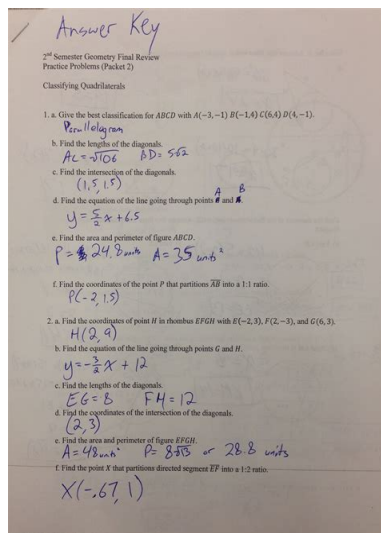 Answer Key
2nd Semester Geometry Final Review
Practice Problems (Packet 2)
Classifying Quadrilaterals
1. a. Give the best classification for ABCD with A(−3,−1) B(−1,4) C(6,4) D(4,−1).
Parallelogram
b. Find the lengths of the diagonals.
AC = √106 BD = 5√2
c. Find the intersection of the diagonals.
(1.5, 1.5)
A B
d. Find the equation of the line going through points and .
y = 5/2 x + 6.5
e. Find the area and perimeter of figure ABCD.
P = 24.8 units A = 35 units²
f. Find the coordinates of the point P that partitions AB into a 1:1 ratio.
P(-2, 1.5)
2. a. Find the coordinates of point H in rhombus EFGH with E(−2,3), F(2,−3), and G(6,3).
H(2, 9)
b. Find the equation of the line going through points G and H.
y = -3/2 x + 12
c. Find the lengths of the diagonals.
EG = 8 FH = 12
d. Find the coordinates of the intersection of the diagonals.
(2, 3)
e. Find the area and perimeter of figure EFGH.
A = 48 units² P = 8√13 or 28.8 units
f. Find the point X that partitions directed segment EF into a 1:2 ratio.
X(-.67, 1)